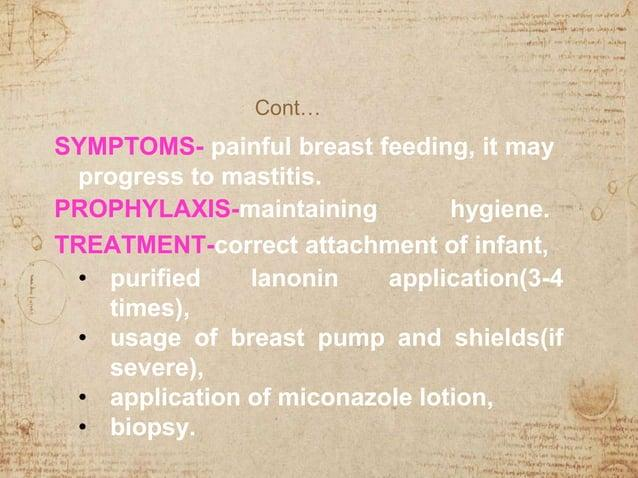 Cont…
SYMPTOMS- painful breast feeding, it may
progress to mastitis.
PROPHYLAXIS-maintaining hygiene.
TREATMENT-correct attachment of infant,
• purified lanonin application(3-4
times),
• usage of breast pump and shields(if
severe),
• application of miconazole lotion,
• biopsy.